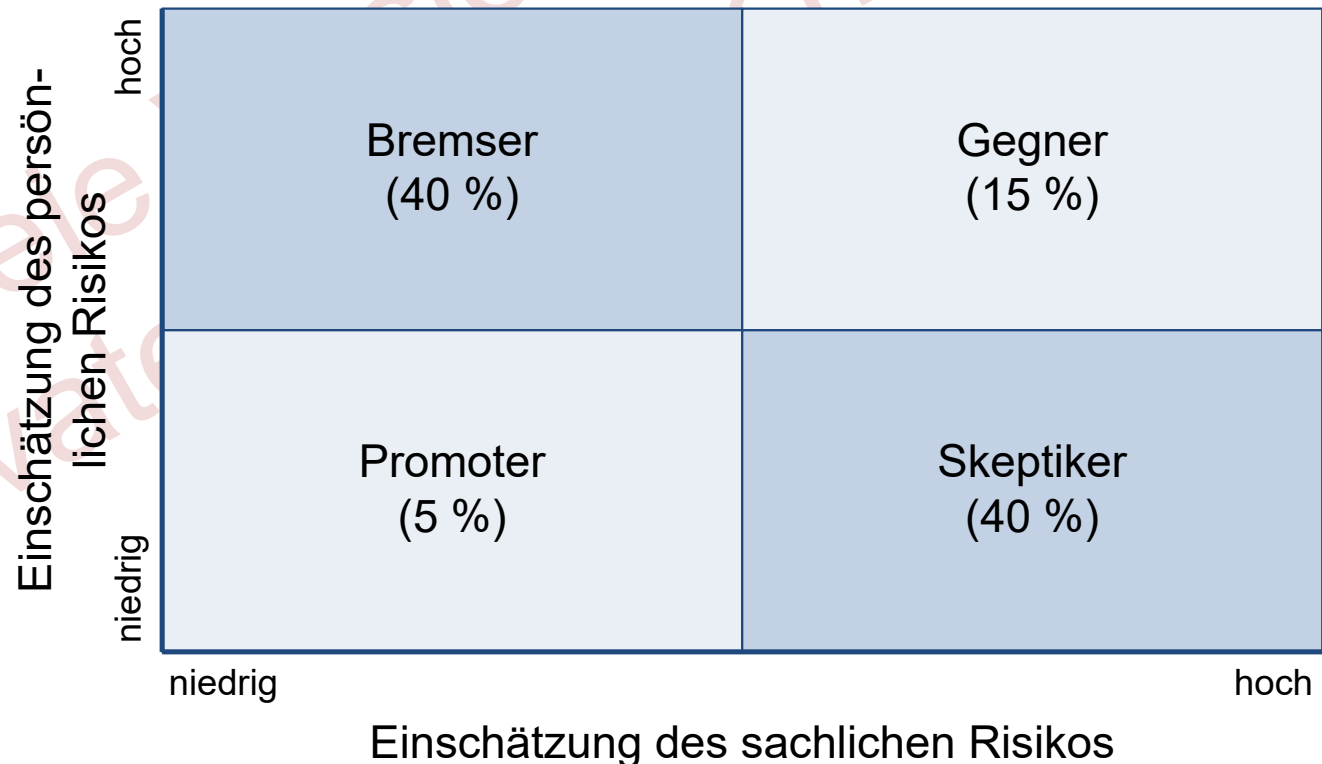 Einschätzung des persön-
lichen Risikos
hoch
niedrig
Bremser
(40 %)
Gegner
(15 %)
Promoter
(5 %)
Skeptiker
(40 %)
niedrig
hoch
Einschätzung des sachlichen Risikos